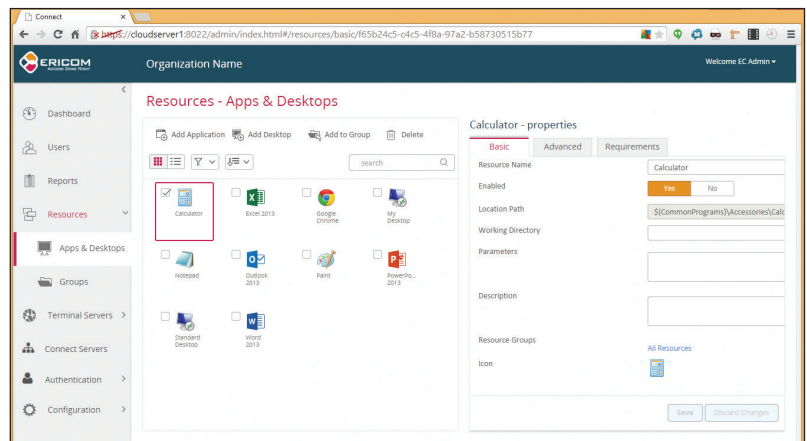 Connect
https://cloudserver1:8022/admin/index.html#/resources/basic/f65b24c5-c4c5-4f8a-97a2-b58730515b77
ERICOM
Access Done Right
Organization Name
Welcome EC Admin
Dashboard
Users
Reports
Resources
Apps & Desktops
Groups
Terminal Servers
Connect Servers
Authentication
Configuration
Resources - Apps & Desktops
Add Application
Add Desktop
Add to Group
Delete
search
Calculator
Excel 2013
Google
Chrome
My
Desktop
Notepad
Outlook
2013
Paint
PowerPo...
2013
Standard
Desktop
Word
2013
Calculator - properties
Basic
Advanced
Requirements
Resource Name
Calculator
Enabled
Yes
No
Location Path
${CommonPrograms}\Accessories\Calc
Working Directory
Parameters
Description
Resource Groups
All Resources
Icon
Save
Discard Changes